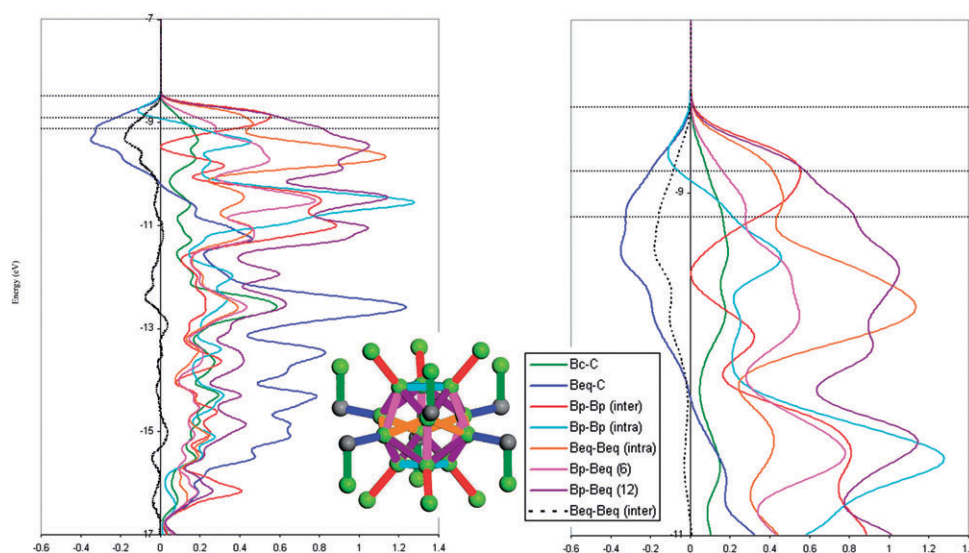 -7
-9
-11
-13
-15
-17
Energy (eV)
-0.6 -0.4 -0.2 0 0.2 0.4 0.6 0.8 1 1.2 1.4
Bc-C
Beq-C
Bp-Bp (inter)
Bp-Bp (intra)
Beq-Beq (intra)
Bp-Beq (6)
Bp-Beq (12)
Beq-Beq (inter)
-9
-11
-0.6 -0.4 -0.2 0 0.2 0.4 0.6 0.8 1 1.2 1.4